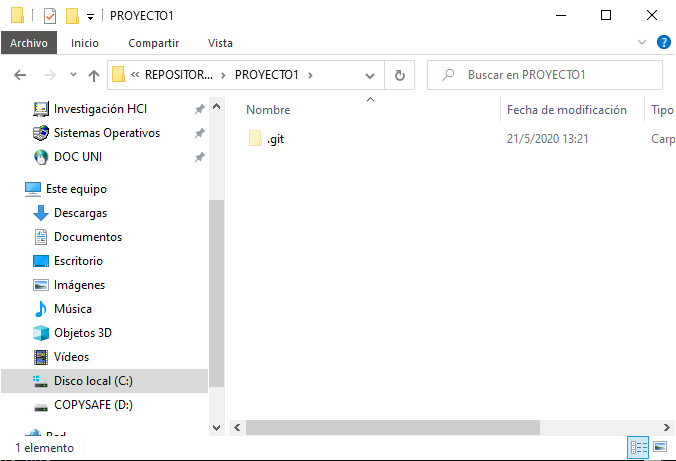 PROYECTO1
Archivo Inicio Compartir Vista
« REPOSITOR... PROYECTO1
Buscar en PROYECTO1
Investigación HCI
Sistemas Operativos
DOC UNI
Este equipo
Descargas
Documentos
Escritorio
Imágenes
Música
Objetos 3D
Vídeos
Disco local (C:)
COPYSAFE (D:)
Nombre Fecha de modificación Tipo
.git 21/5/2020 13:21 Carp
1 elemento